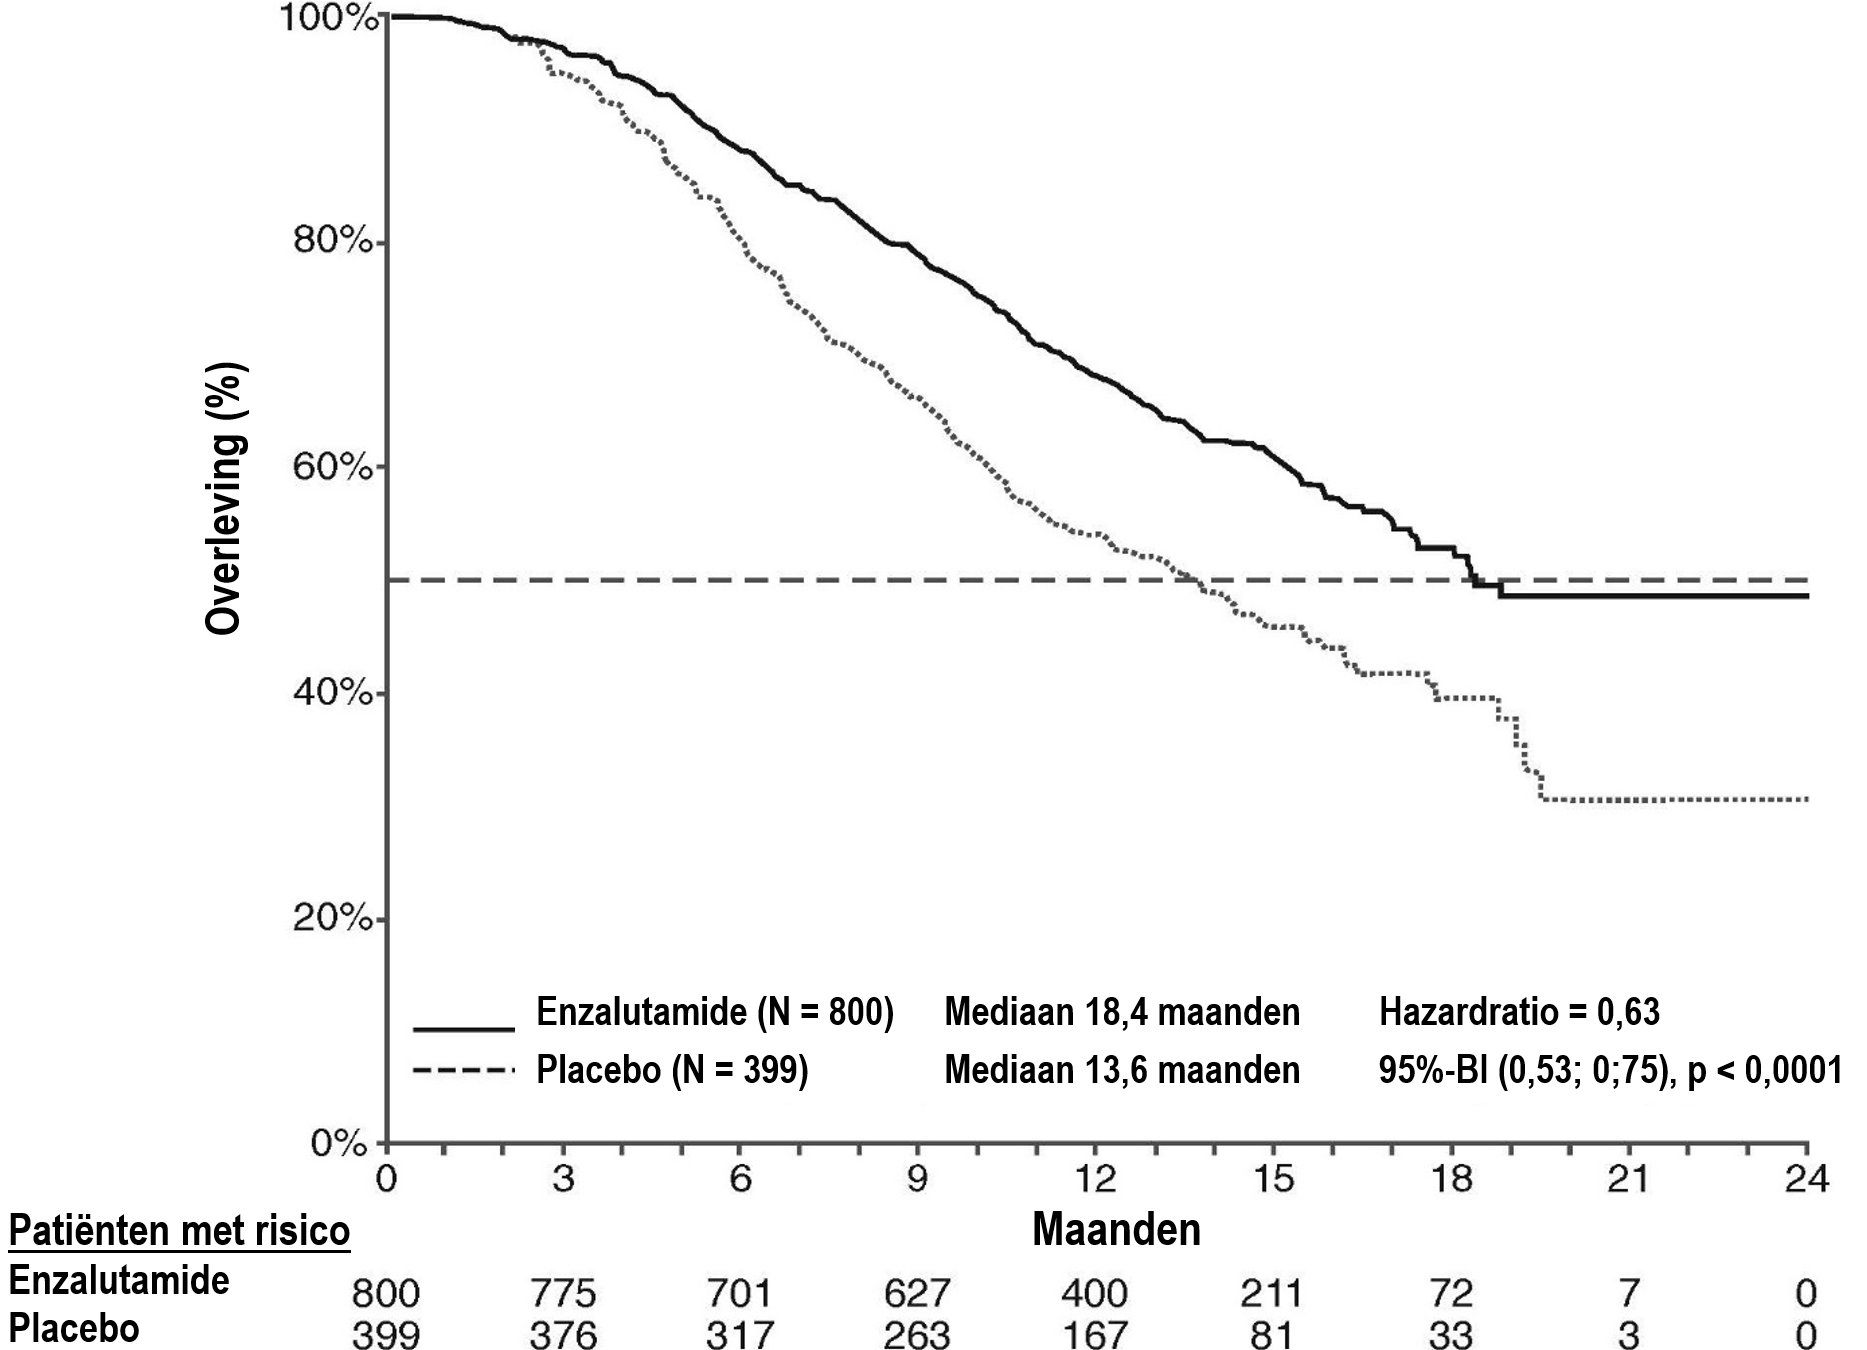 100%
80%
60%
40%
20%
0%
Overleving (%)
Enzalutamide (N = 800) Mediaan 18,4 maanden Hazardratio = 0,63
Placebo (N = 399) Mediaan 13,6 maanden 95%-BI (0,53; 0;75), p < 0,0001
0 3 6 9 12 15 18 21 24
Maanden
Patiënten met risico
Enzalutamide 800 775 701 627 400 211 72 7 0
Placebo 399 376 317 263 167 81 33 3 0